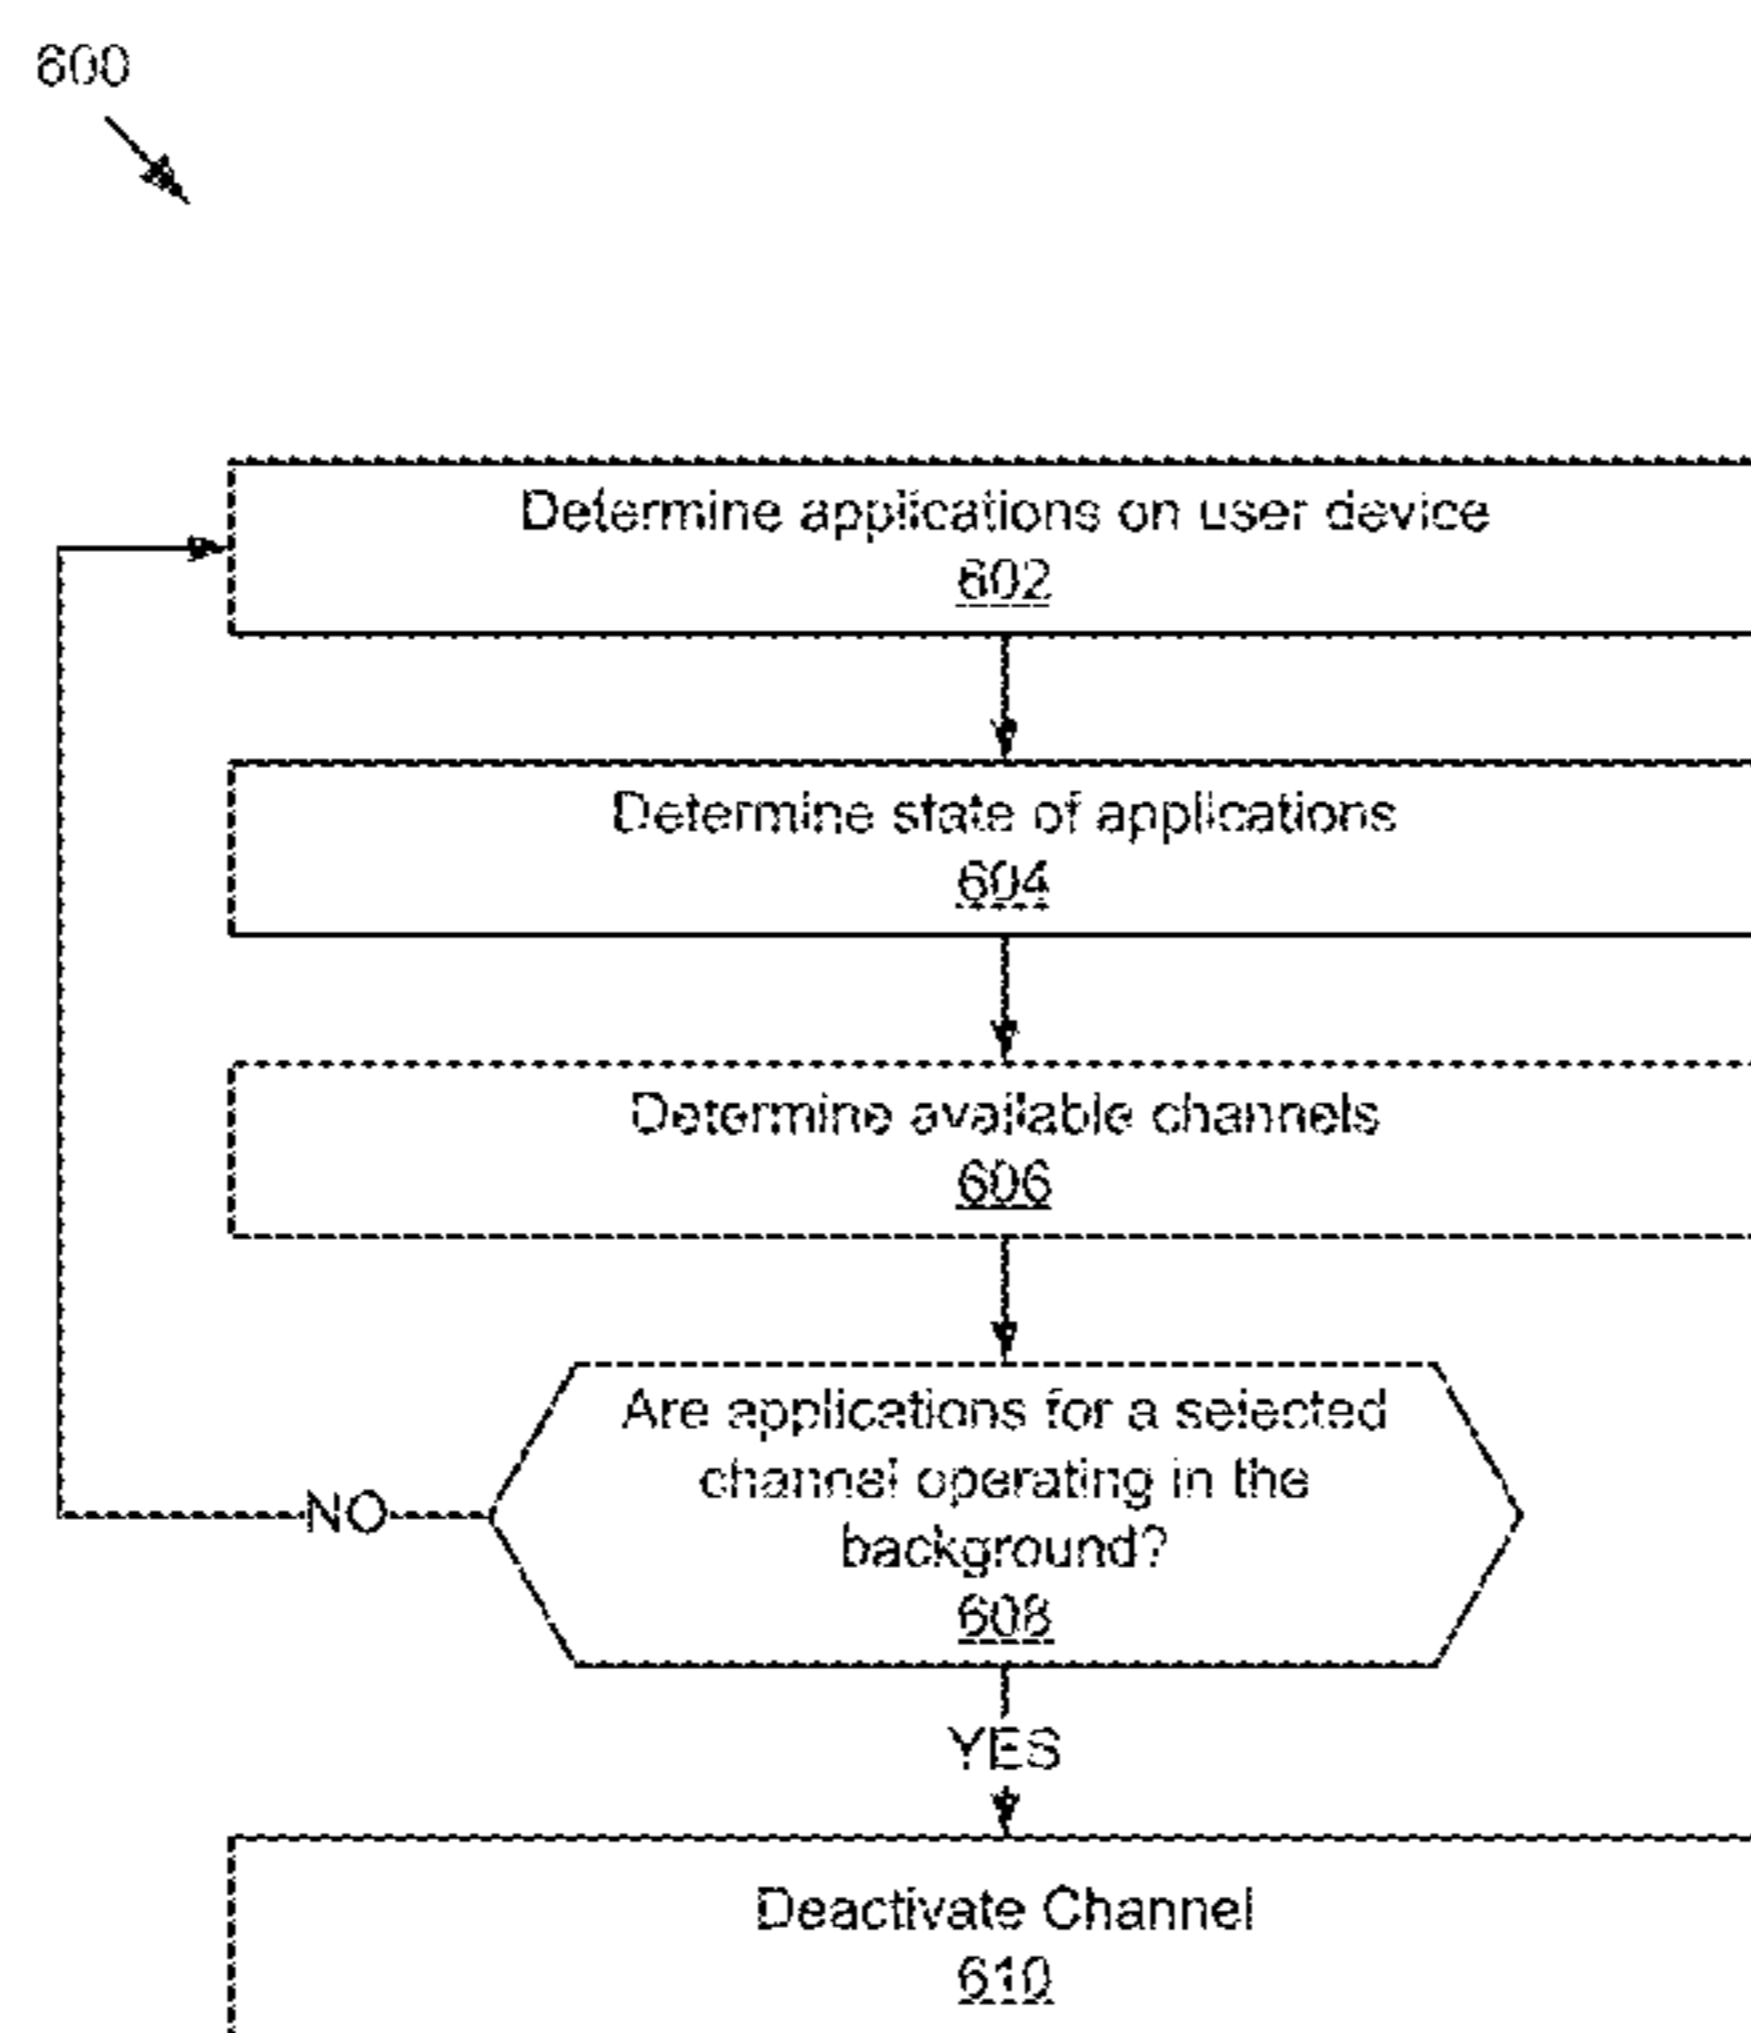 600
Determine applications on user device
602
Determine state of applications
604
Determine available channels
606
Are applications for a selected
channel operating in the
background?
608
NO
YES
Deactivate Channel
610